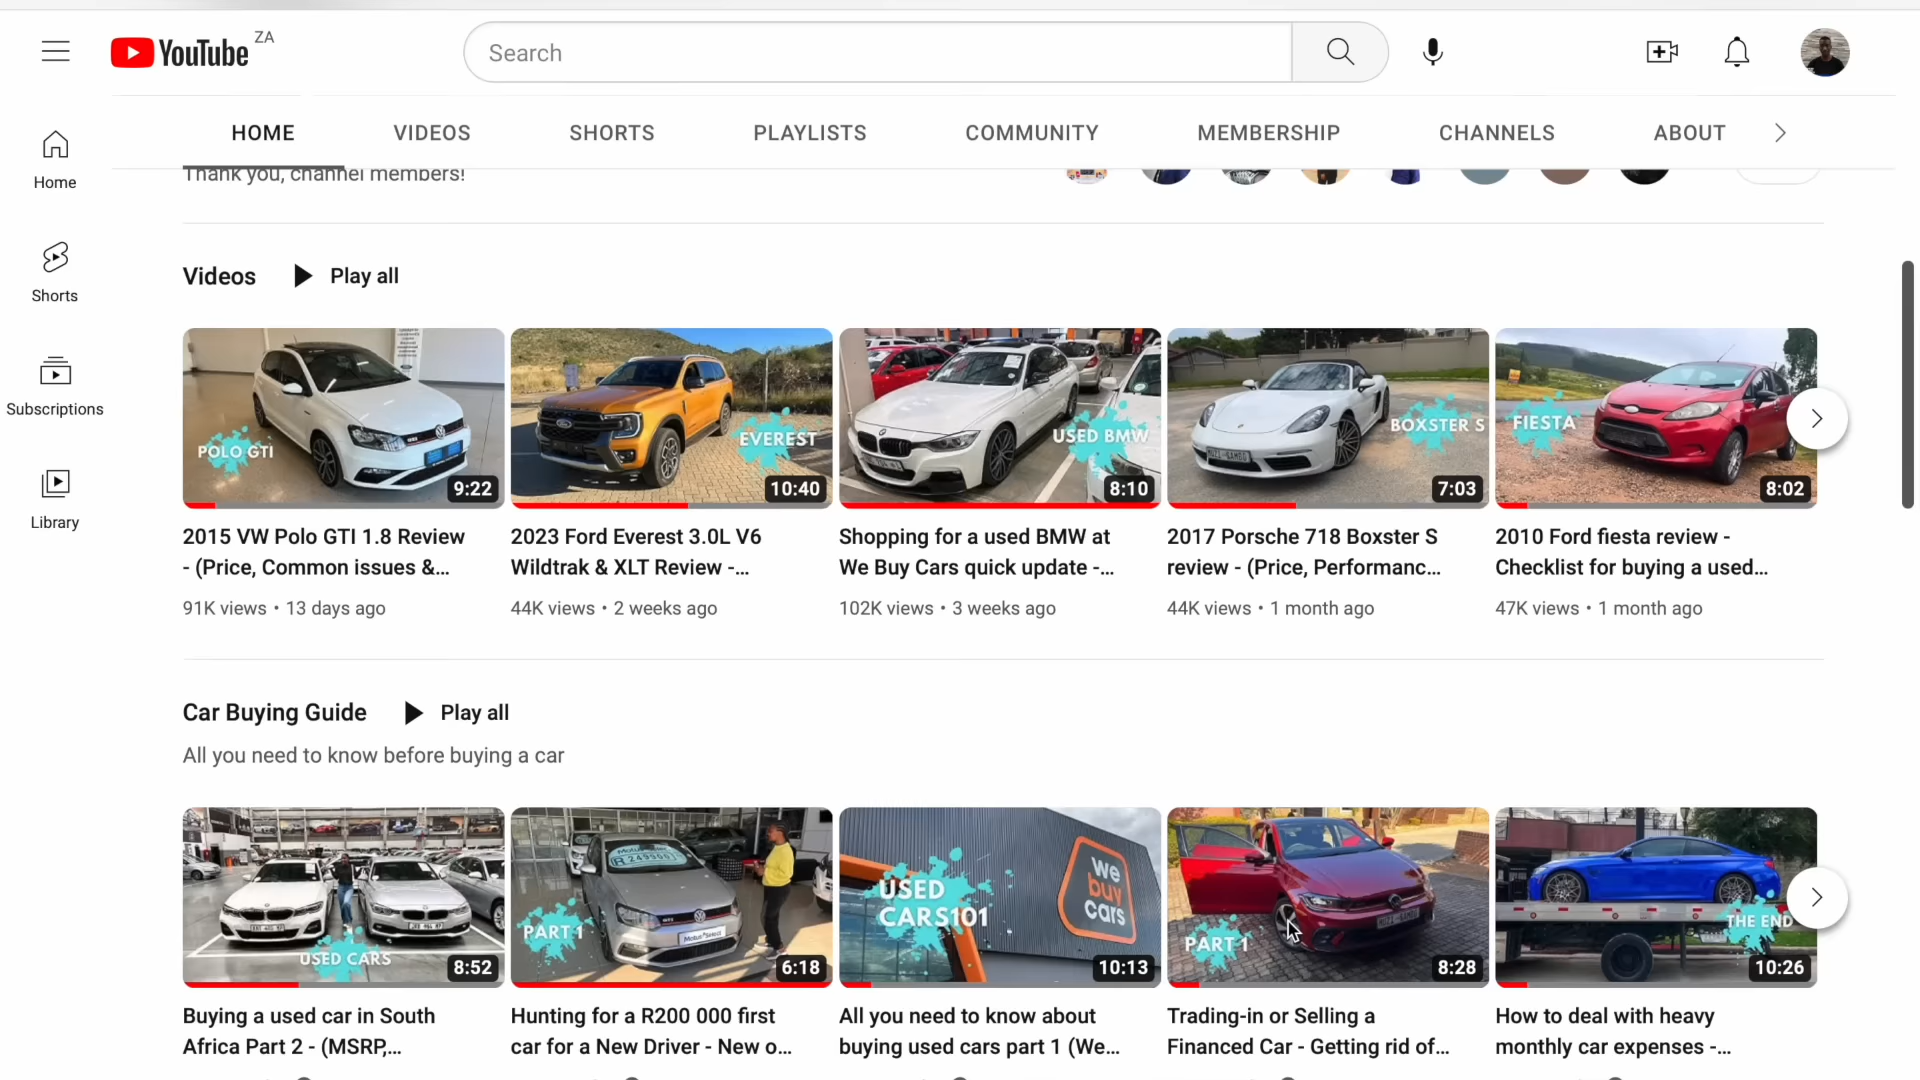 YouTube ZA
Search
HOME VIDEOS SHORTS PLAYLISTS COMMUNITY MEMBERSHIP CHANNELS ABOUT
Home
Shorts
Subscriptions
Library
Thank you, channel members!
Videos Play all
POLO GTI
9:22
EVEREST
10:40
USED BMW
8:10
BOXSTER S
7:03
FIESTA
8:02
2015 VW Polo GTI 1.8 Review
- (Price, Common issues &...
91K views • 13 days ago
2023 Ford Everest 3.0L V6
Wildtrak & XLT Review -...
44K views • 2 weeks ago
Shopping for a used BMW at
We Buy Cars quick update -...
102K views • 3 weeks ago
2017 Porsche 718 Boxster S
review - (Price, Performanc...
44K views • 1 month ago
2010 Ford fiesta review -
Checklist for buying a used...
47K views • 1 month ago
Car Buying Guide Play all
All you need to know before buying a car
USED CARS
8:52
R 249900
PART 1
6:18
USED
CARS101
we
buy
cars
10:13
PART 1
8:28
THE END
10:26
Buying a used car in South
Africa Part 2 - (MSRP,...
Hunting for a R200 000 first
car for a New Driver - New o...
All you need to know about
buying used cars part 1 (We...
Trading-in or Selling a
Financed Car - Getting rid of...
How to deal with heavy
monthly car expenses -...